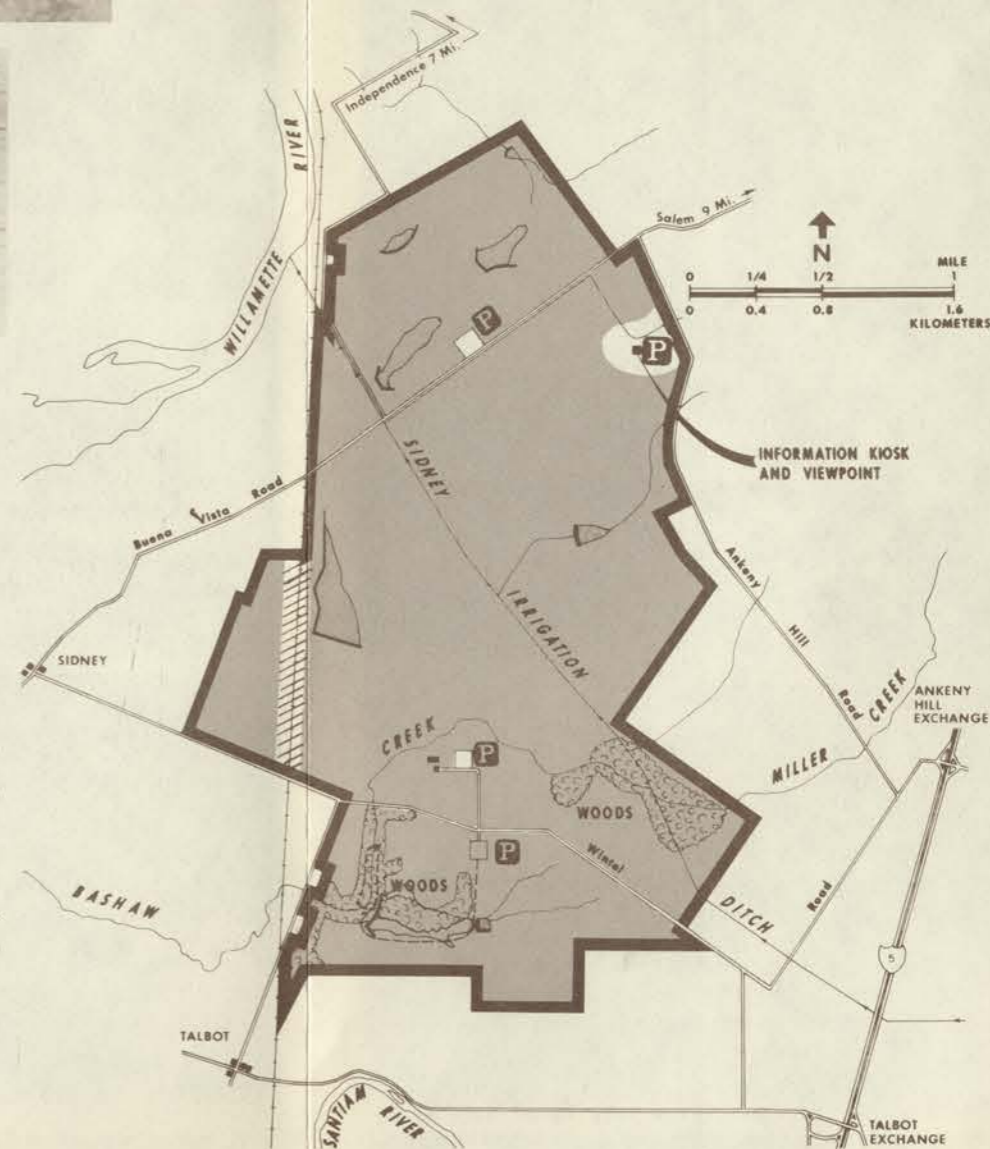 Independence 7 Mi.
WILLAMETTE RIVER
Salem 9 Mi.
N
0 1/4 1/2 MILE 1
0 0.4 0.8 1.6
KILOMETERS
P
P
INFORMATION KIOSK
AND VIEWPOINT
SIDNEY IRRIGATION DITCH
Buena Vista Road
Ankeny Hill Road
SIDNEY
CREEK
MILLER CREEK
ANKENY
HILL
EXCHANGE
P
WOODS
P
Wintel Road
WOODS
BASHAW
5
TALBOT
SANTIAM RIVER
TALBOT
EXCHANGE